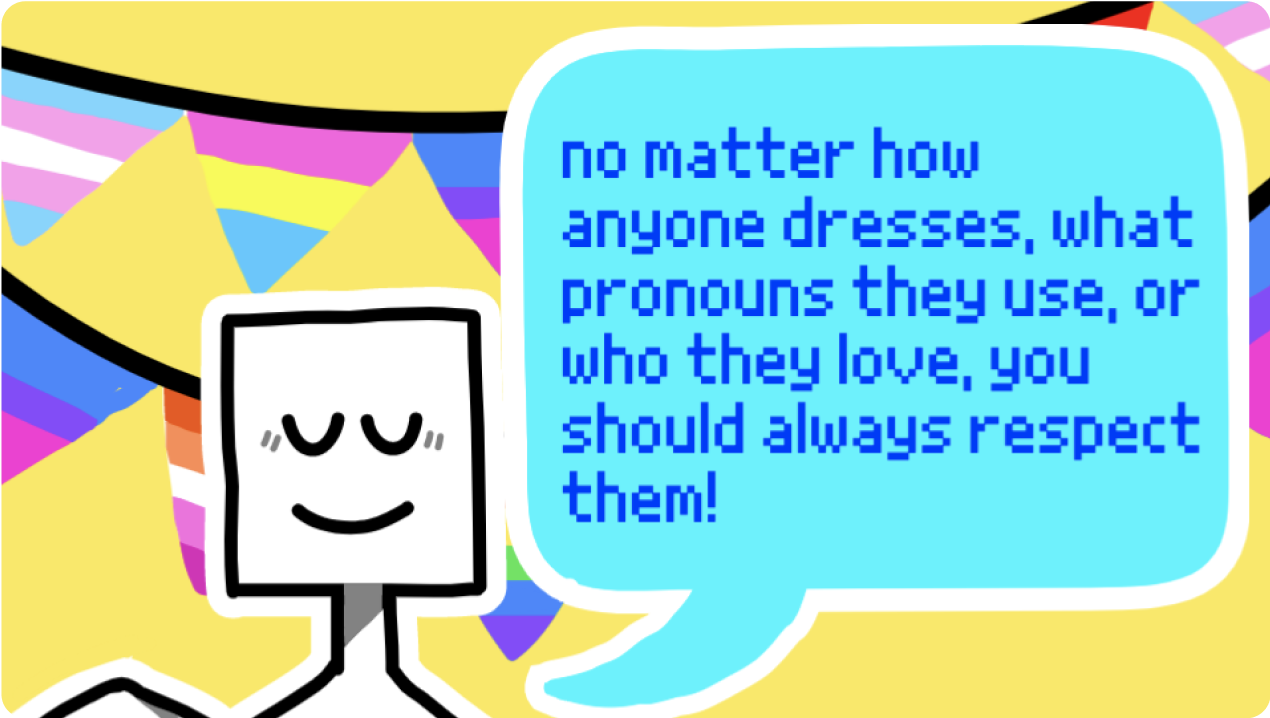 no matter how
anyone dresses, what
pronouns they use, or
who they love, you
should always respect
them!